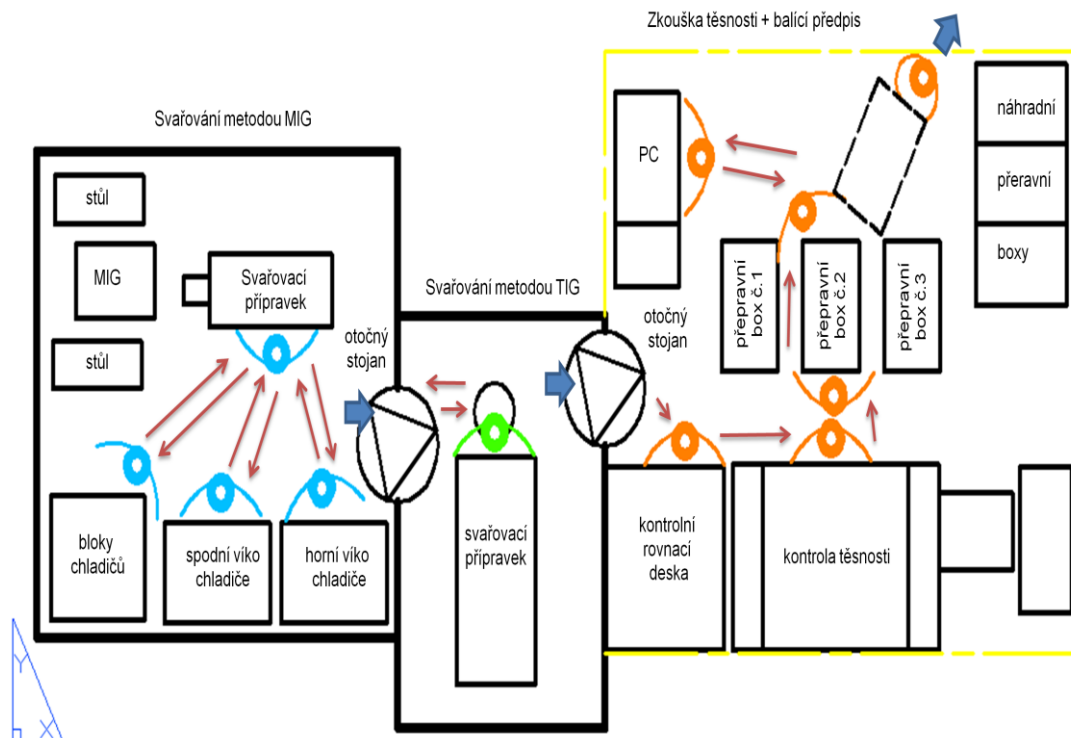 Zkouška těsnosti + balící předpis
Svařování metodou MIG
stůl
MIG
stůl
Svařovací
přípravek
otočný
stojan
bloky
chladičů
spodní víko
chladiče
horní víko
chladiče
Svařování metodou TIG
svařovací
přípravek
otočný
stojan
PC
přepravní
box č.1
přepravní
box č.2
přepravní
box č.3
náhradní
přeravní
boxy
kontrolní
rovnací
deska
kontrola těsnosti
Y
X